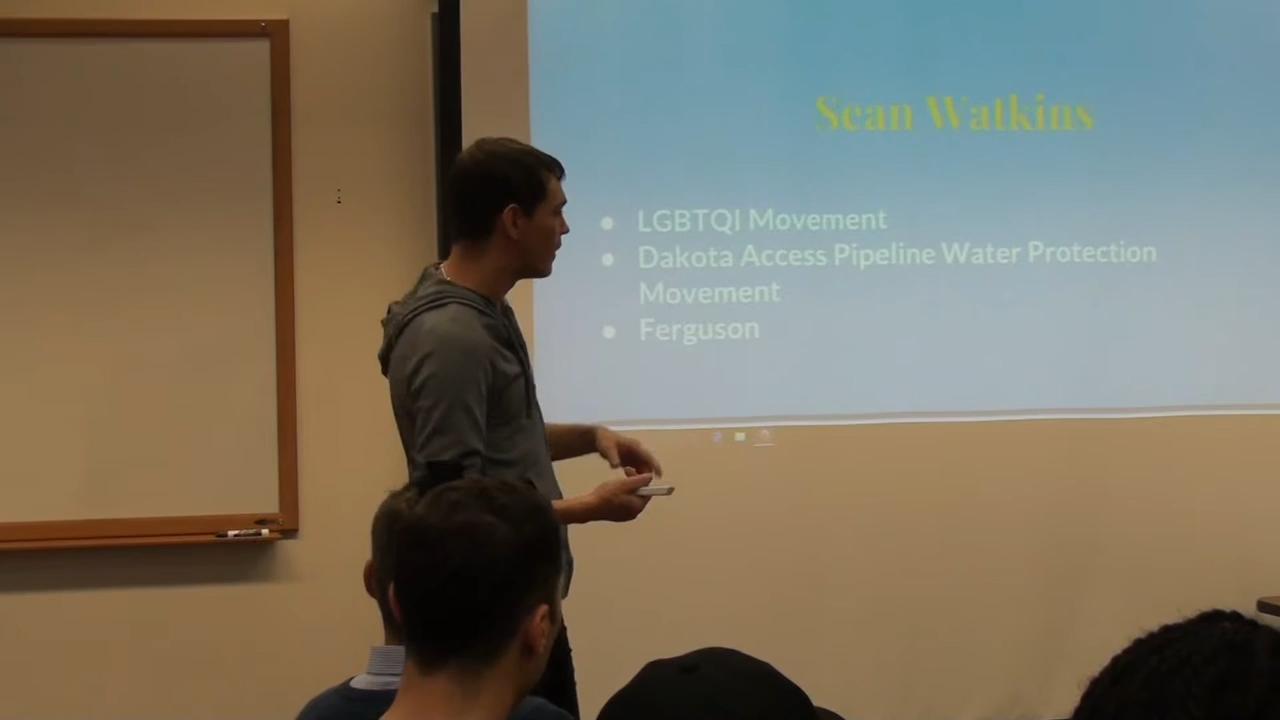 Sean Watkins
● LGBTQI Movement
● Dakota Access Pipeline Water Protection
Movement
● Ferguson